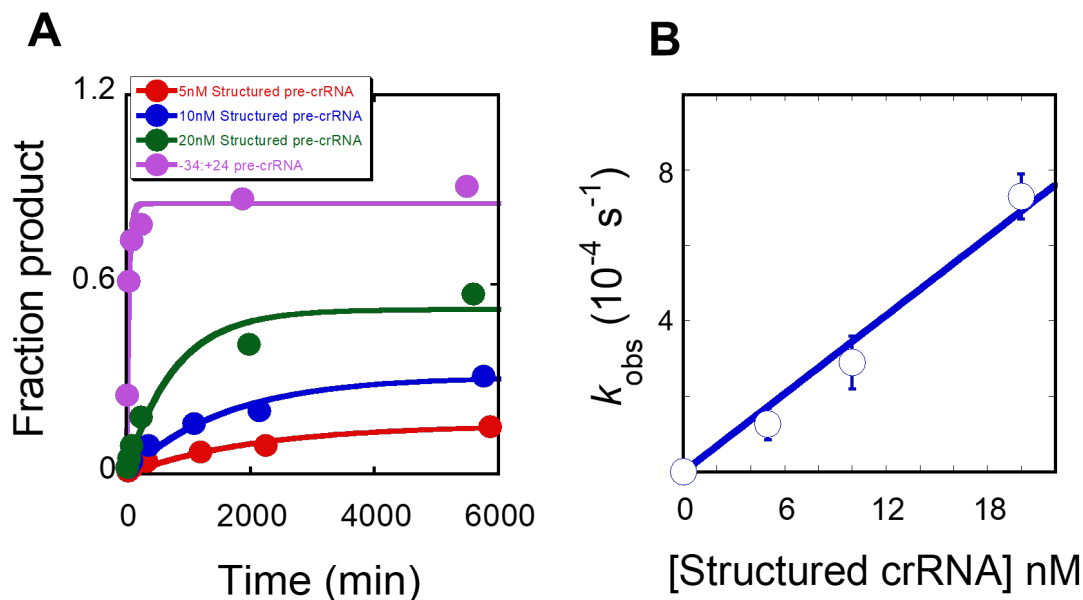 A
1.2
0.6
0
5nM Structured pre-crRNA
10nM Structured pre-crRNA
20nM Structured pre-crRNA
-34:+24 pre-crRNA
Fraction product
0 2000 4000 6000
Time (min)
B
8
4
k_obs (10⁻⁴ s⁻¹)
0 6 12 18
[Structured crRNA] nM